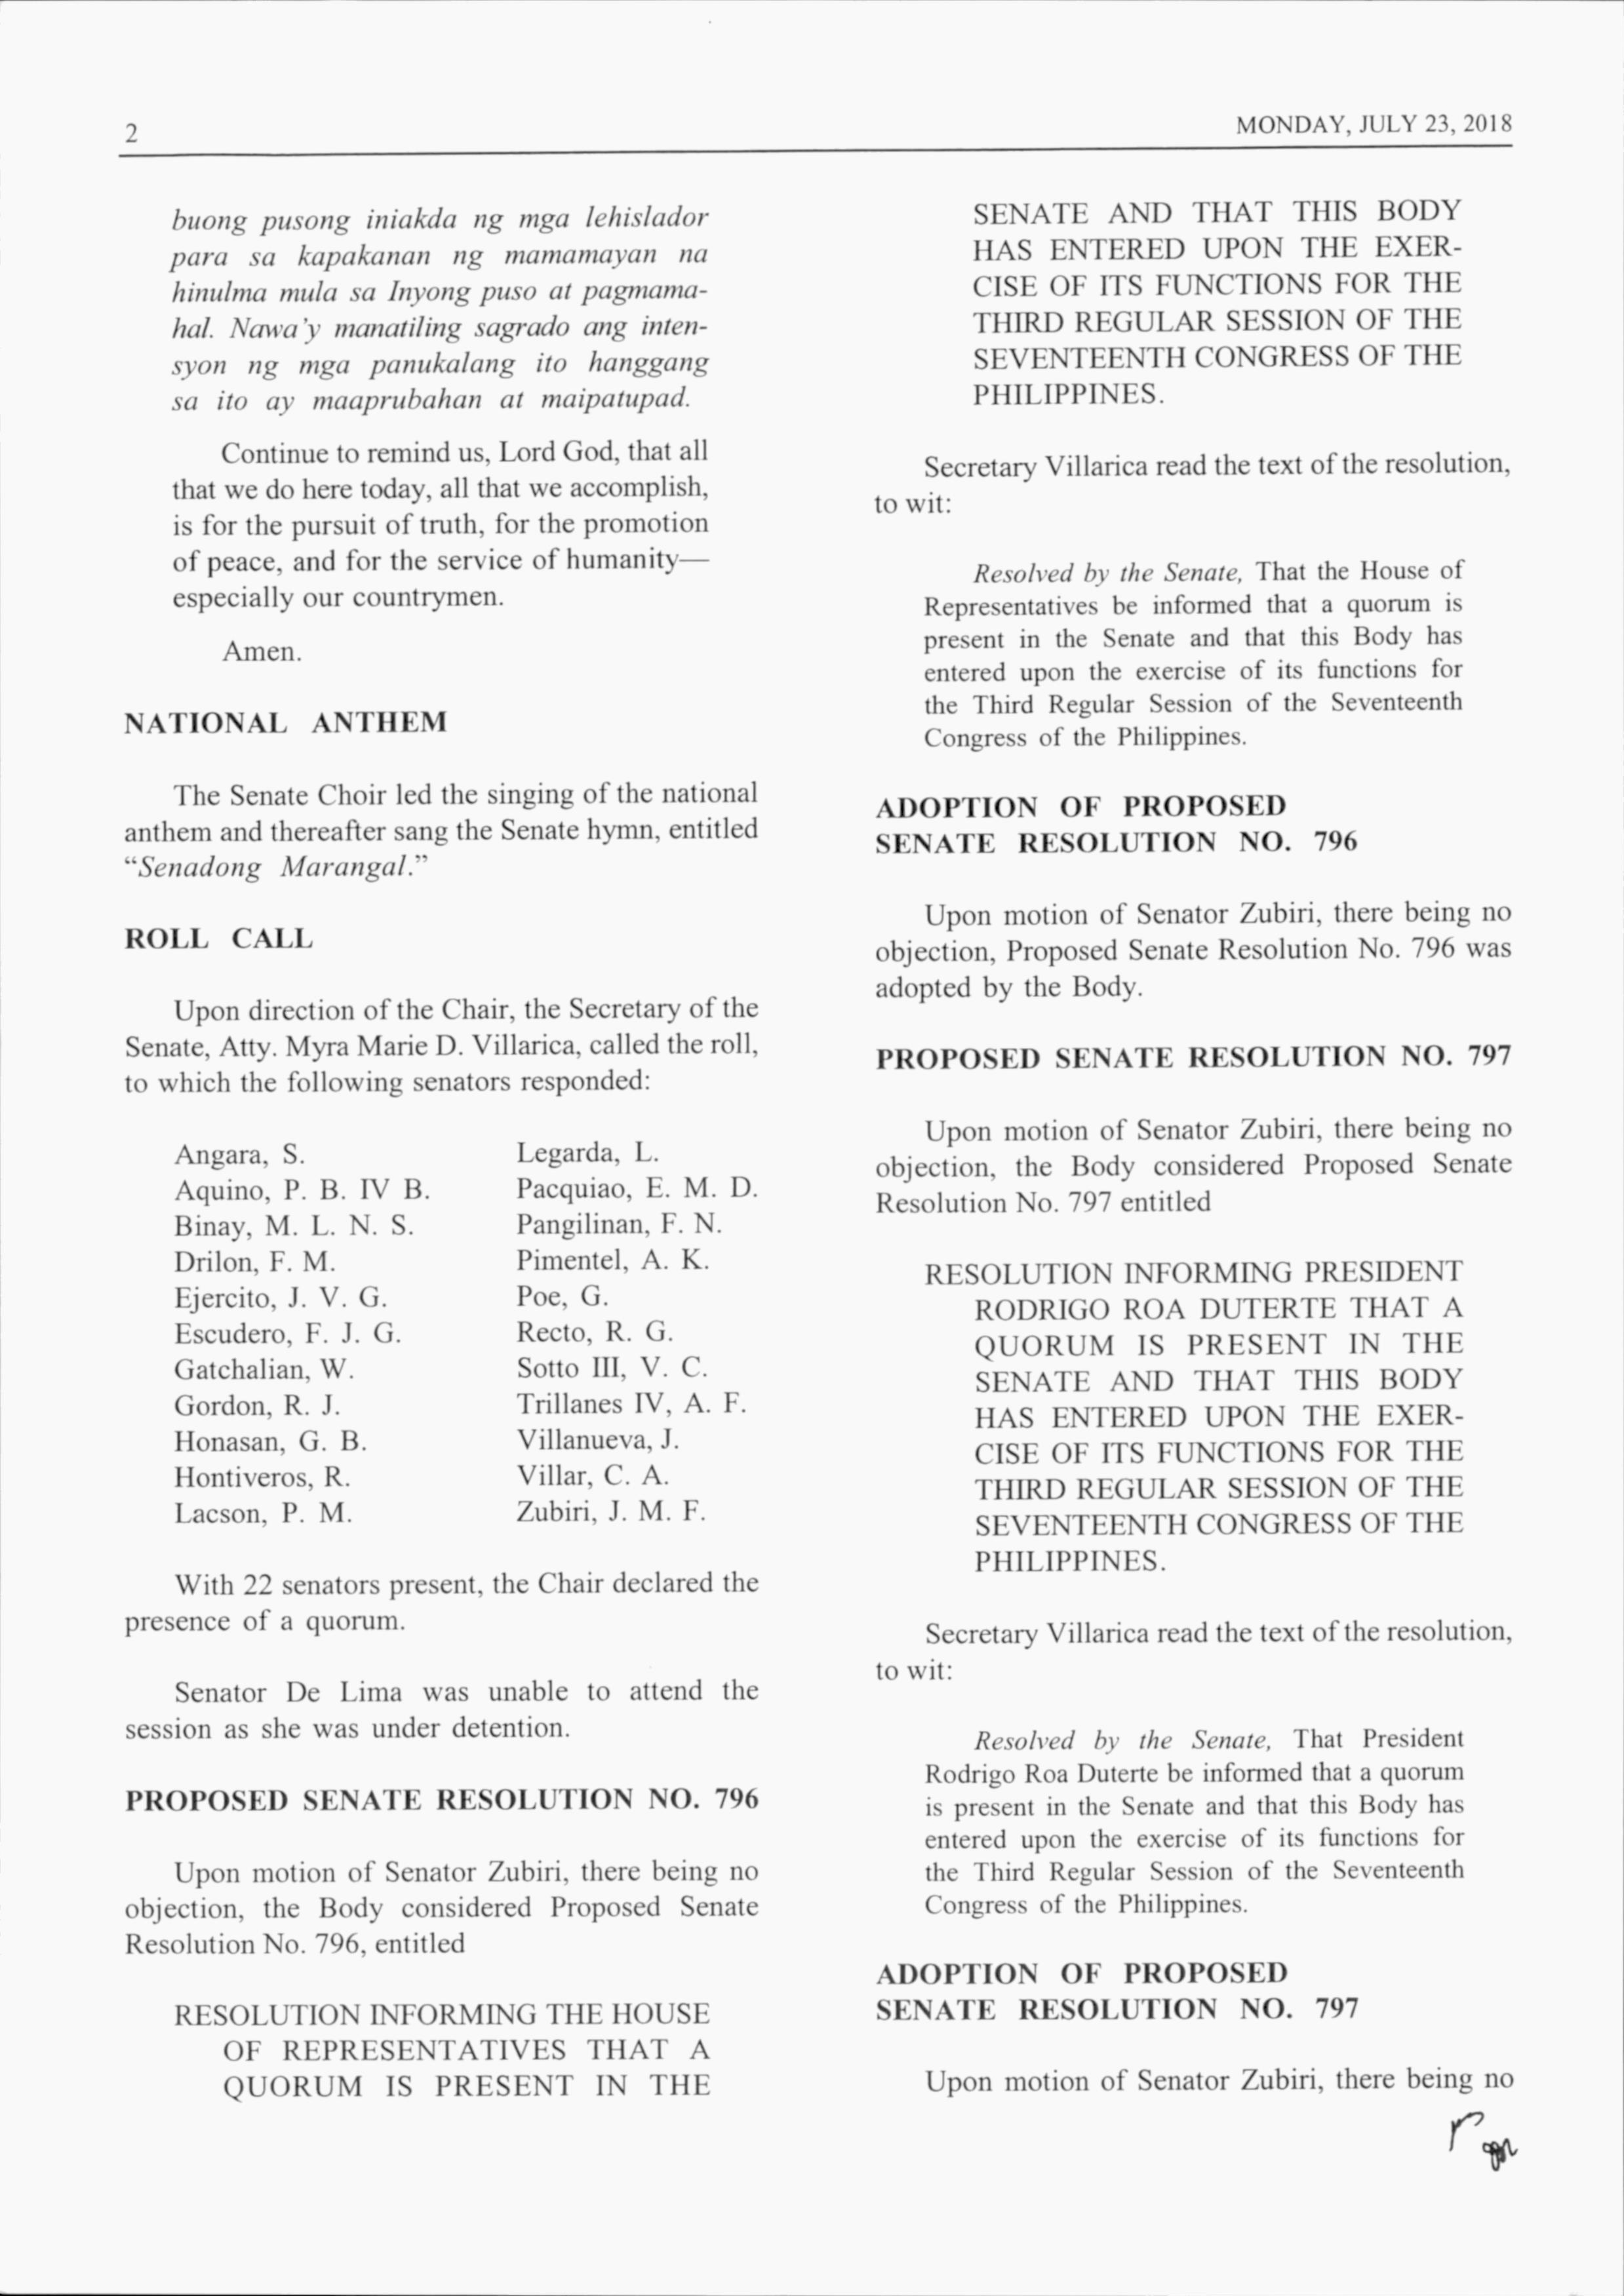 2
MONDAY, JULY 23, 2018
buong pusong iniakda ng mga lehislador
para sa kapakanan ng mamamayan na
hinulma mula sa Inyong puso at pagmama-
hal. Nawa'y manatiling sagrado ang inten-
syon ng mga panukalang ito hanggang
sa ito ay maaprubahan at maipatupad.
Continue to remind us, Lord God, that all
that we do here today, all that we accomplish,
is for the pursuit of truth, for the promotion
of peace, and for the service of humanity—
especially our countrymen.
Amen.
NATIONAL ANTHEM
The Senate Choir led the singing of the national
anthem and thereafter sang the Senate hymn, entitled
“Senadong Marangal.”
ROLL CALL
Upon direction of the Chair, the Secretary of the
Senate, Atty. Myra Marie D. Villarica, called the roll,
to which the following senators responded:
Angara, S.
Aquino, P. B. IV B.
Binay, M. L. N. S.
Drilon, F. M.
Ejercito, J. V. G.
Escudero, F. J. G.
Gatchalian, W.
Gordon, R. J.
Honasan, G. B.
Hontiveros, R.
Lacson, P. M.
Legarda, L.
Pacquiao, E. M. D.
Pangilinan, F. N.
Pimentel, A. K.
Poe, G.
Recto, R. G.
Sotto III, V. C.
Trillanes IV, A. F.
Villanueva, J.
Villar, C. A.
Zubiri, J. M. F.
With 22 senators present, the Chair declared the
presence of a quorum.
Senator De Lima was unable to attend the
session as she was under detention.
PROPOSED SENATE RESOLUTION NO. 796
Upon motion of Senator Zubiri, there being no
objection, the Body considered Proposed Senate
Resolution No. 796, entitled
RESOLUTION INFORMING THE HOUSE
OF REPRESENTATIVES THAT A
QUORUM IS PRESENT IN THE
SENATE AND THAT THIS BODY
HAS ENTERED UPON THE EXER-
CISE OF ITS FUNCTIONS FOR THE
THIRD REGULAR SESSION OF THE
SEVENTEENTH CONGRESS OF THE
PHILIPPINES.
Secretary Villarica read the text of the resolution,
to wit:
Resolved by the Senate, That the House of
Representatives be informed that a quorum is
present in the Senate and that this Body has
entered upon the exercise of its functions for
the Third Regular Session of the Seventeenth
Congress of the Philippines.
ADOPTION OF PROPOSED
SENATE RESOLUTION NO. 796
Upon motion of Senator Zubiri, there being no
objection, Proposed Senate Resolution No. 796 was
adopted by the Body.
PROPOSED SENATE RESOLUTION NO. 797
Upon motion of Senator Zubiri, there being no
objection, the Body considered Proposed Senate
Resolution No. 797 entitled
RESOLUTION INFORMING PRESIDENT
RODRIGO ROA DUTERTE THAT A
QUORUM IS PRESENT IN THE
SENATE AND THAT THIS BODY
HAS ENTERED UPON THE EXER-
CISE OF ITS FUNCTIONS FOR THE
THIRD REGULAR SESSION OF THE
SEVENTEENTH CONGRESS OF THE
PHILIPPINES.
Secretary Villarica read the text of the resolution,
to wit:
Resolved by the Senate, That President
Rodrigo Roa Duterte be informed that a quorum
is present in the Senate and that this Body has
entered upon the exercise of its functions for
the Third Regular Session of the Seventeenth
Congress of the Philippines.
ADOPTION OF PROPOSED
SENATE RESOLUTION NO. 797
Upon motion of Senator Zubiri, there being no